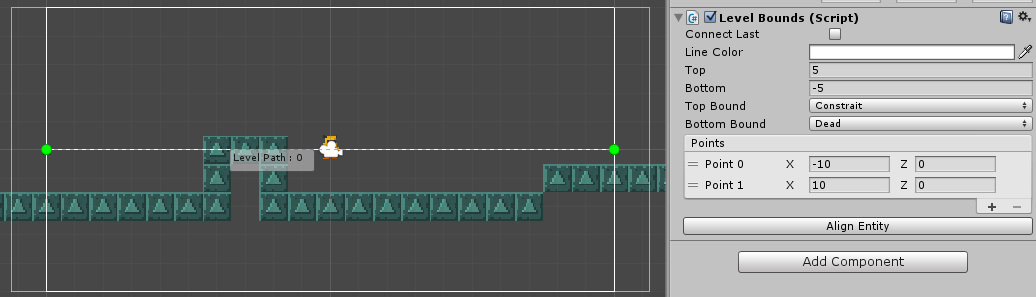 Level Bounds (Script)
Connect Last
Line Color
Top 5
Bottom -5
Top Bound Constrait
Bottom Bound Dead
Points
Level Path : 0
Point 0 X -10 Z 0
Point 1 X 10 Z 0
Align Entity
Add Component